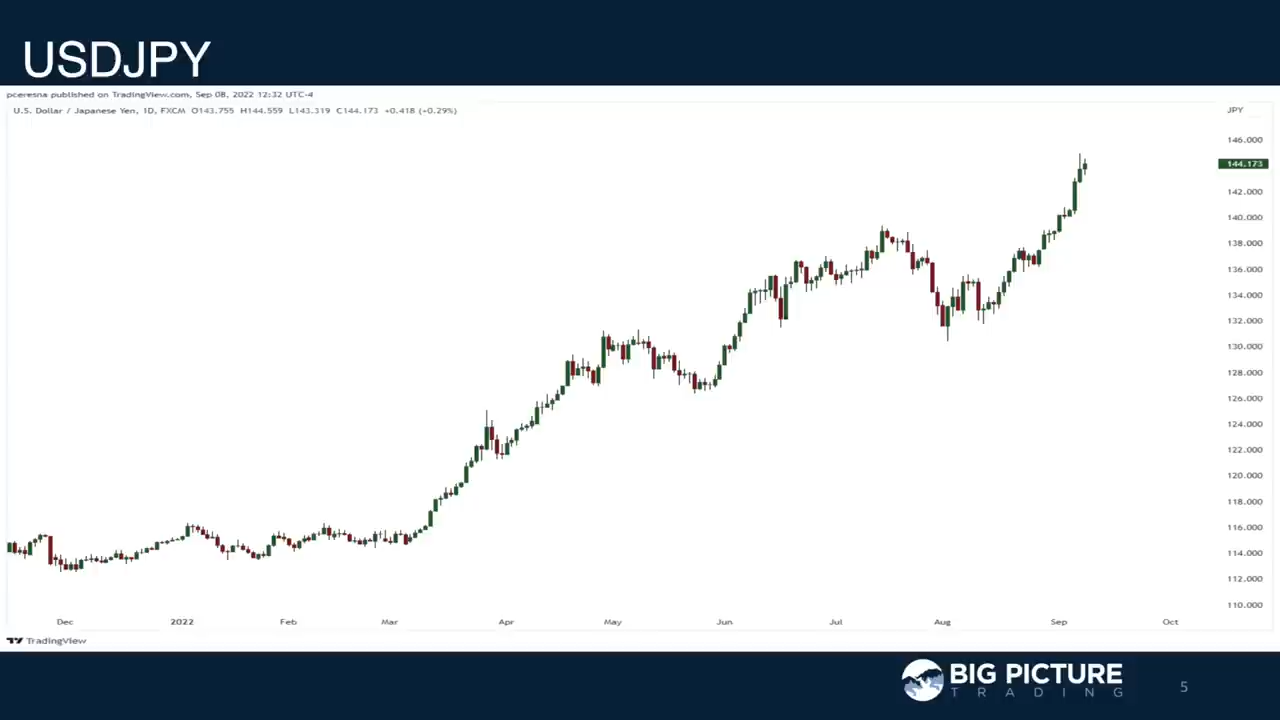 USDJPY
pceresna published on TradingView.com, Sep 08, 2022 12:32 UTC-4
U.S. Dollar / Japanese Yen, 1D, FXCM O143.755 H144.559 L143.319 C144.173 +0.418 (+0.29%)
JPY
146.000
144.173
142.000
140.000
138.000
136.000
134.000
132.000
130.000
128.000
126.000
124.000
122.000
120.000
118.000
116.000
114.000
112.000
110.000
Dec 2022 Feb Mar Apr May Jun Jul Aug Sep Oct
TradingView
BIG PICTURE
TRADING
5